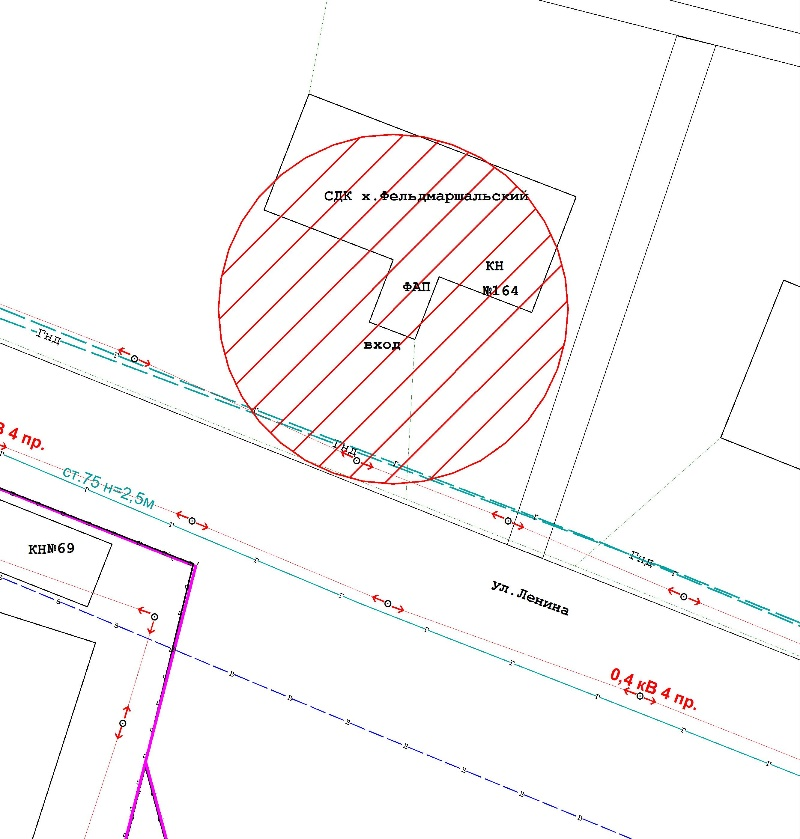 СДК х.Фельдмаршальский
КН
№164
ФАП
вход
Гнд
Гнд
Гнд
В 4 пр.
ст.75 н=2,5м
КН№69
ул.Ленина
0,4 кВ 4 пр.